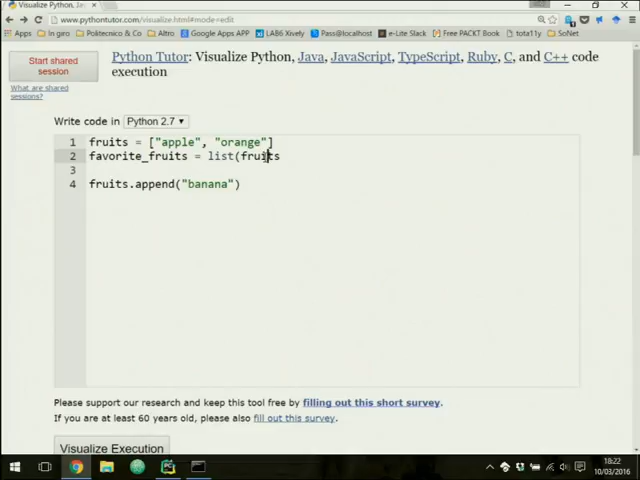 Visualize Python, Jav
www.pythontutor.com/visualize.html#mode=edit
Apps In giro Politecnico & Co Altro Google Apps APP LAB6 Xively Pass@localhost e-Lite Slack M Free PACKT Book tota11y SoNet
Start shared session
What are shared sessions?
Python Tutor: Visualize Python, Java, JavaScript, TypeScript, Ruby, C, and C++ code
execution
Write code in Python 2.7
1 fruits = ["apple", "orange"]
2 favorite_fruits = list(fruits
3
4 fruits.append("banana")
Please support our research and keep this tool free by filling out this short survey.
If you are at least 60 years old, please also fill out this survey.
Visualize Execution
18:22
10/03/2016